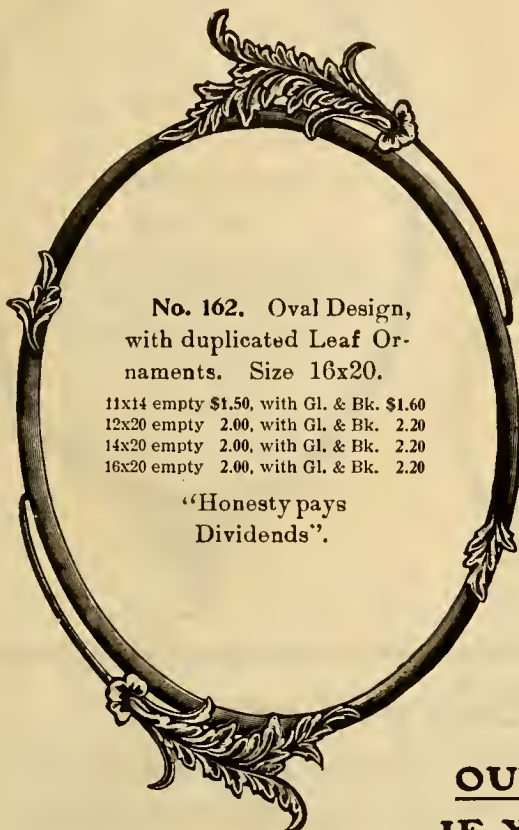 No. 162. Oval Design,
with duplicated Leaf Or-
naments. Size 16x20.
11x14 empty $1.50, with Gl. & Bk. $1.60
12x20 empty 2.00, with Gl. & Bk. 2.20
14x20 empty 2.00, with Gl. & Bk. 2.20
16x20 empty 2.00, with Gl. & Bk. 2.20
“Honesty pays
Dividends”.
OU
IF